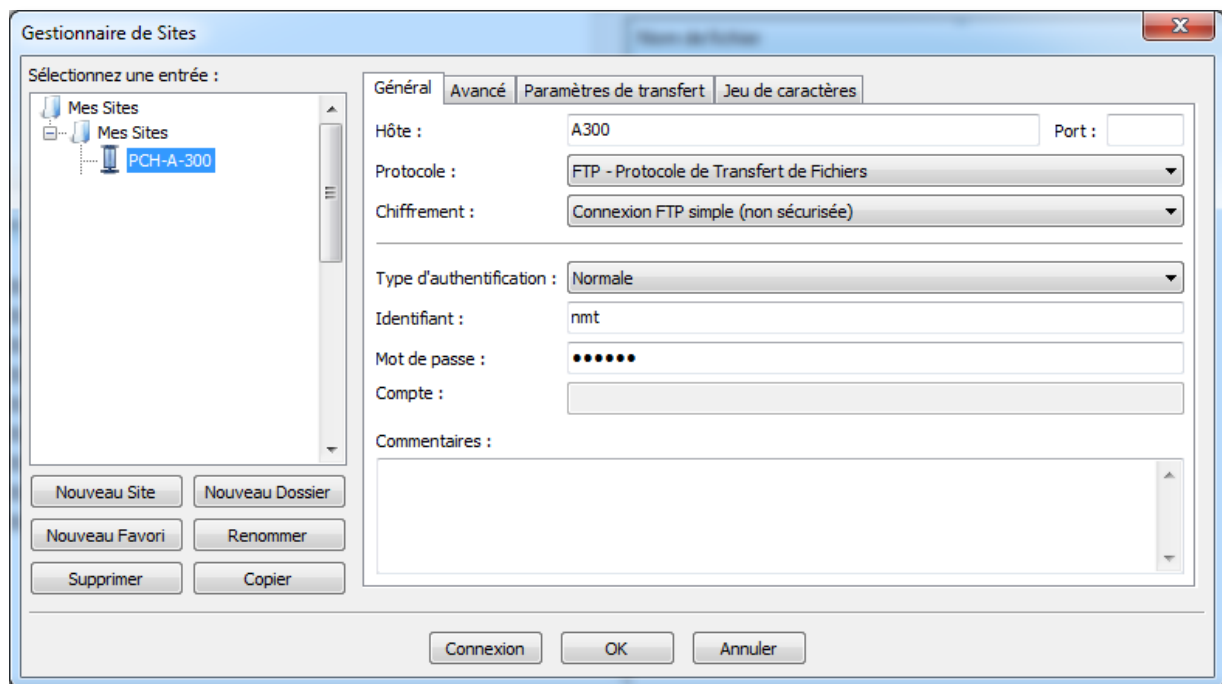 Gestionnaire de Sites
Nom de fichier
Sélectionnez une entrée :
Mes Sites
Mes Sites
PCH-A-300
Nouveau Site Nouveau Dossier
Nouveau Favori Renommer
Supprimer Copier
Général Avancé Paramètres de transfert Jeu de caractères
Hôte : A300 Port :
Protocole : FTP - Protocole de Transfert de Fichiers
Chiffrement : Connexion FTP simple (non sécurisée)
Type d'authentification : Normale
Identifiant : nmt
Mot de passe : ●●●●●●
Compte :
Commentaires :
Connexion OK Annuler